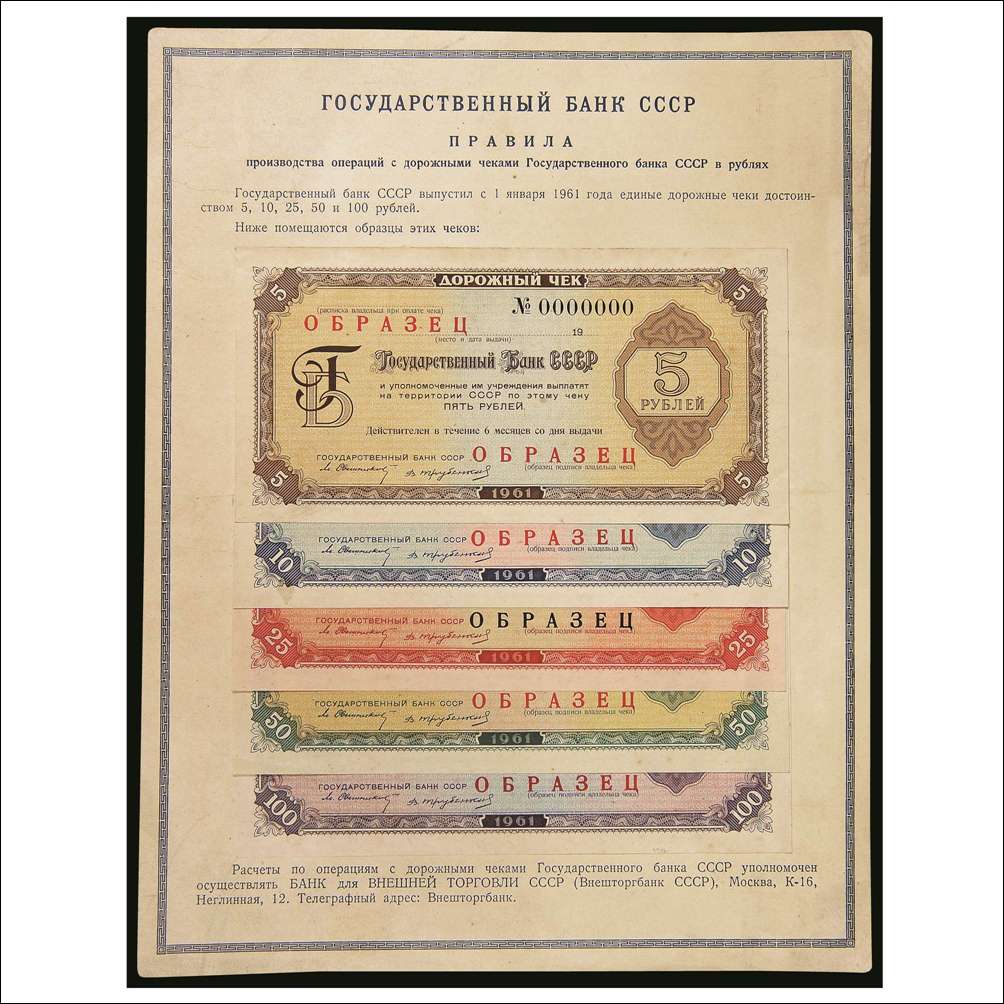 ГОСУДАРСТВЕННЫЙ БАНК СССР
ПРАВИЛА
производства операций с дорожными чеками Государственного банка СССР в рублях
Государственный банк СССР выпустил с 1 января 1961 года единые дорожные чеки достоин-
ством 5, 10, 25, 50 и 100 рублей.
Ниже помещаются образцы этих чеков:
ДОРОЖНЫЙ ЧЕК
5
5
№ 0000000
(расписка владельца при оплате чека)
ОБРАЗЕЦ
19
(место и дата выдачи)
ГБ
Государственный Банк СССР
и уполномоченные им учреждения выплатят
на территории СССР по этому чеку
ПЯТЬ РУБЛЕЙ.
5
РУБЛЕЙ
Действителен в течение 6 месяцев со дня выдачи
ГОСУДАРСТВЕННЫЙ БАНК СССР ОБРАЗЕЦ
(образец подписи владельца чека)
5
1961
5
ГОСУДАРСТВЕННЫЙ БАНК СССР ОБРАЗЕЦ
(образец подписи владельца чека)
10
1961
10
ГОСУДАРСТВЕННЫЙ БАНК СССР ОБРАЗЕЦ
(образец подписи владельца чека)
25
1961
25
ГОСУДАРСТВЕННЫЙ БАНК СССР ОБРАЗЕЦ
(образец подписи владельца чека)
50
1961
50
ГОСУДАРСТВЕННЫЙ БАНК СССР ОБРАЗЕЦ
(образец подписи владельца чека)
100
1961
100
Расчеты по операциям с дорожными чеками Государственного банка СССР уполномочен
осуществлять БАНК для ВНЕШНЕЙ ТОРГОВЛИ СССР (Внешторгбанк СССР), Москва, К-16,
Неглинная, 12. Телеграфный адрес: Внешторгбанк.